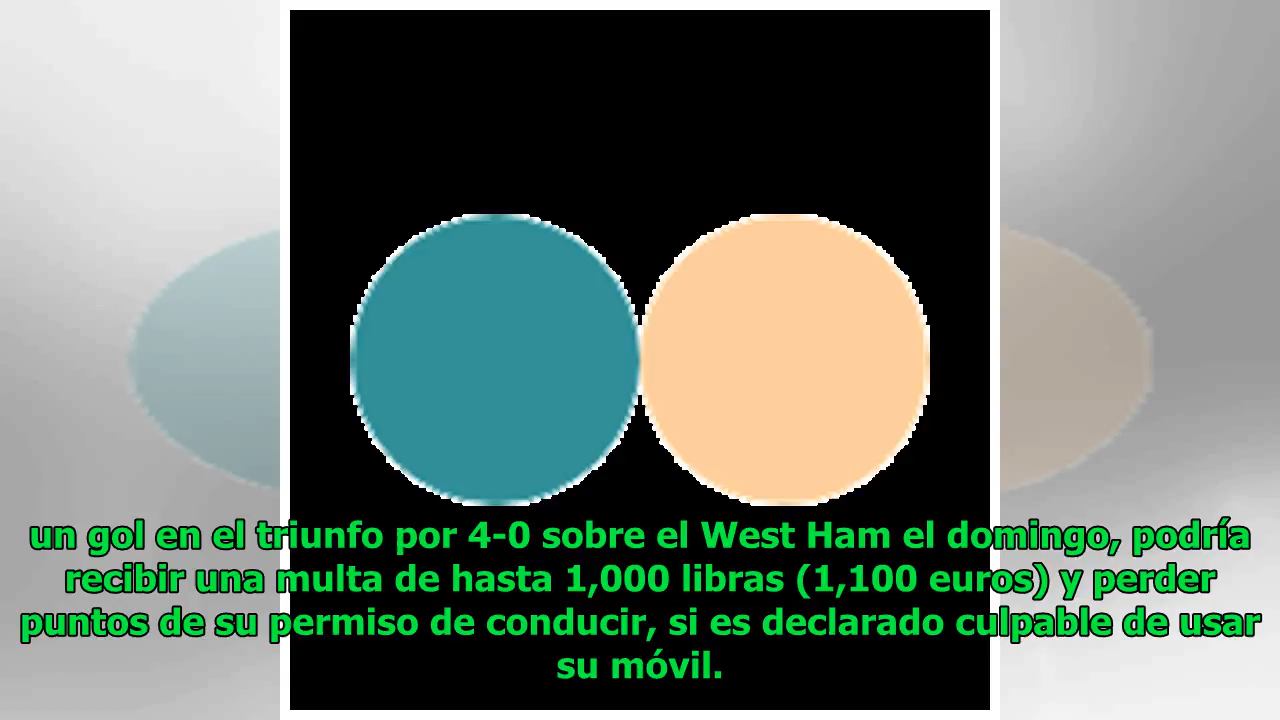 un gol en el triunfo por 4-0 sobre el West Ham el domingo, podría
recibir una multa de hasta 1,000 libras (1,100 euros) y perder
puntos de su permiso de conducir, si es declarado culpable de usar
su móvil.